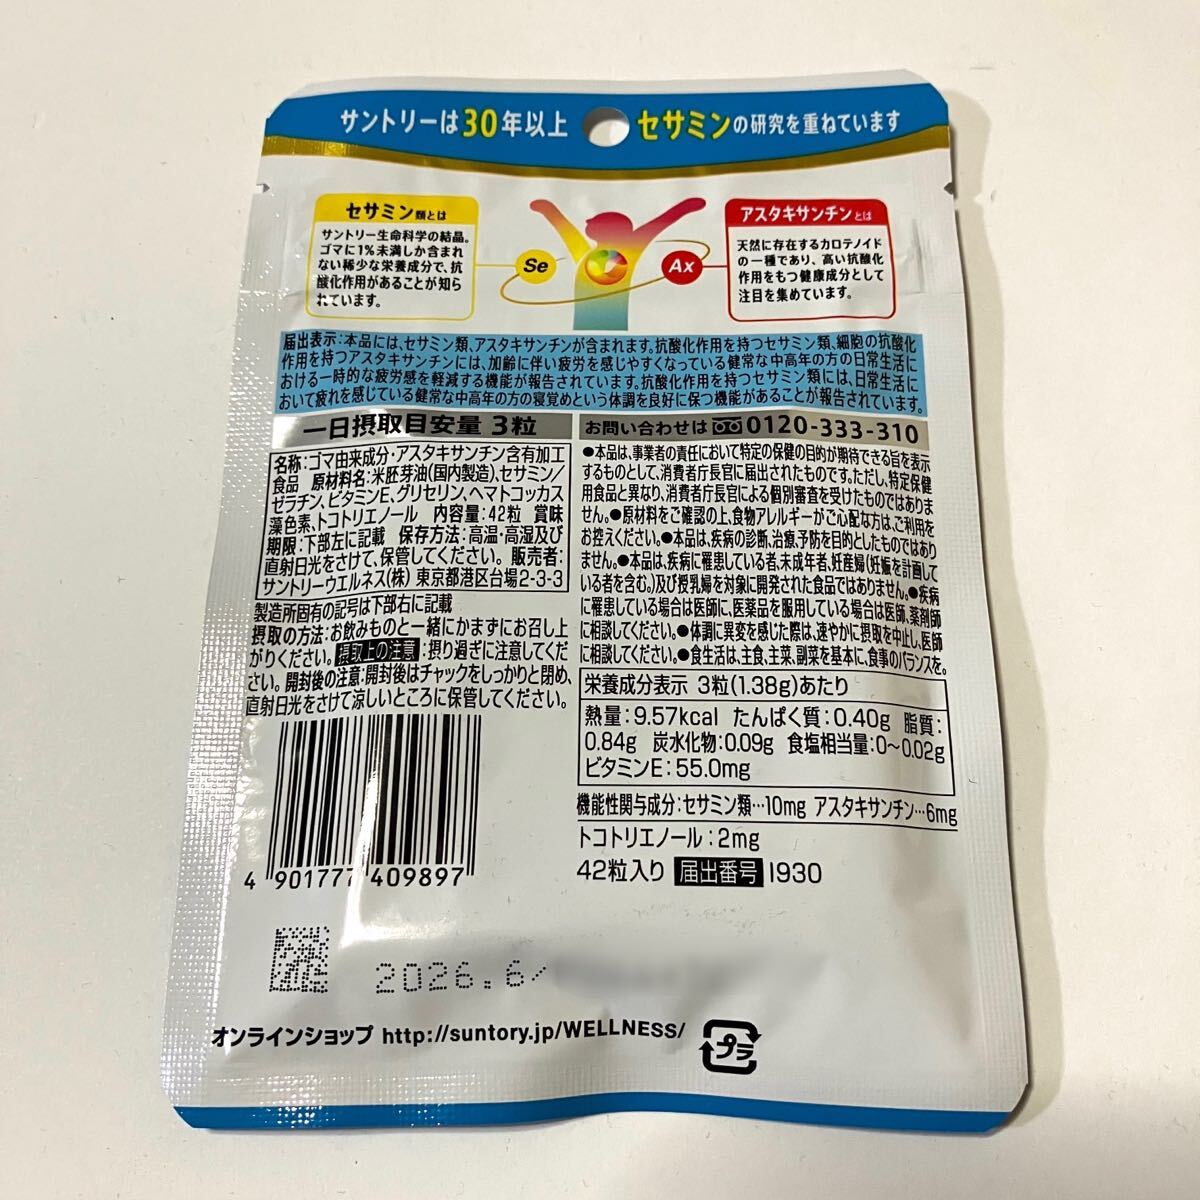 サントリーは30年以上 セサミンの研究を重ねています
セサミン類とは
サントリー生命科学の結晶。
ゴマに1%未満しか含まれ
ない稀少な栄養成分で、抗
酸化作用があることが知ら
れています。
Se
Ax
アスタキサンチンとは
天然に存在するカロテノイド
の一種であり、高い抗酸化
作用をもつ健康成分として
注目を集めています。
届出表示:本品には、セサミン類、アスタキサンチンが含まれます。抗酸化作用を持つセサミン類、細胞の抗酸化
作用を持つアスタキサンチンには、加齢に伴い疲労を感じやすくなっている健常な中高年の方の日常生活に
おける一時的な疲労感を軽減する機能が報告されています。抗酸化作用を持つセサミン類には、日常生活に
おいて疲れを感じている健常な中高年の方の寝覚めという体調を良好に保つ機能があることが報告されています。
一日摂取目安量 3粒
名称:ゴマ由来成分・アスタキサンチン含有加工
食品 原材料名:米胚芽油(国内製造)、セサミン/
ゼラチン、ビタミンE、グリセリン、ヘマトコッカス
藻色素、トコトリエノール 内容量:42粒 賞味
期限:下部左に記載 保存方法:高温・高湿及び
直射日光をさけて、保管してください。 販売者:
サントリーウエルネス(株) 東京都港区台場2-3-3
製造所固有の記号は下部右に記載
摂取の方法:お飲みものと一緒にかまずにお召し上
がりください。 摂取上の注意:摂り過ぎに注意してくだ
さい。 開封後の注意:開封後はチャックをしっかりと閉め、
直射日光をさけて涼しいところに保管してください。
4 901777 409897
お問い合わせは 0120-333-310
●本品は、事業者の責任において特定の保健の目的が期待できる旨を表示
するものとして、消費者庁長官に届出されたものです。ただし、特定保健
用食品と異なり、消費者庁長官による個別審査を受けたものではありま
せん。●原材料をご確認の上、食物アレルギーがご心配な方は、ご利用を
お控えください。●本品は、疾病の診断、治療、予防を目的としたものではあり
ません。●本品は、疾病に罹患している者、未成年者、妊産婦(妊娠を計画して
いる者を含む。)及び授乳婦を対象に開発された食品ではありません。●疾病
に罹患している場合は医師に、医薬品を服用している場合は医師、薬剤師
に相談してください。●体調に異変を感じた際は、速やかに摂取を中止し、医師
に相談してください。●食生活は、主食、主菜、副菜を基本に、食事のバランスを。
栄養成分表示 3粒(1.38g)あたり
熱量:9.57kcal たんぱく質:0.40g 脂質:
0.84g 炭水化物:0.09g 食塩相当量:0〜0.02g
ビタミンE:55.0mg
機能性関与成分:セサミン類…10mg アスタキサンチン…6mg
トコトリエノール:2mg
42粒入り 届出番号 I930
2026.6/
オンラインショップ http://suntory.jp/WELLNESS/
プラ